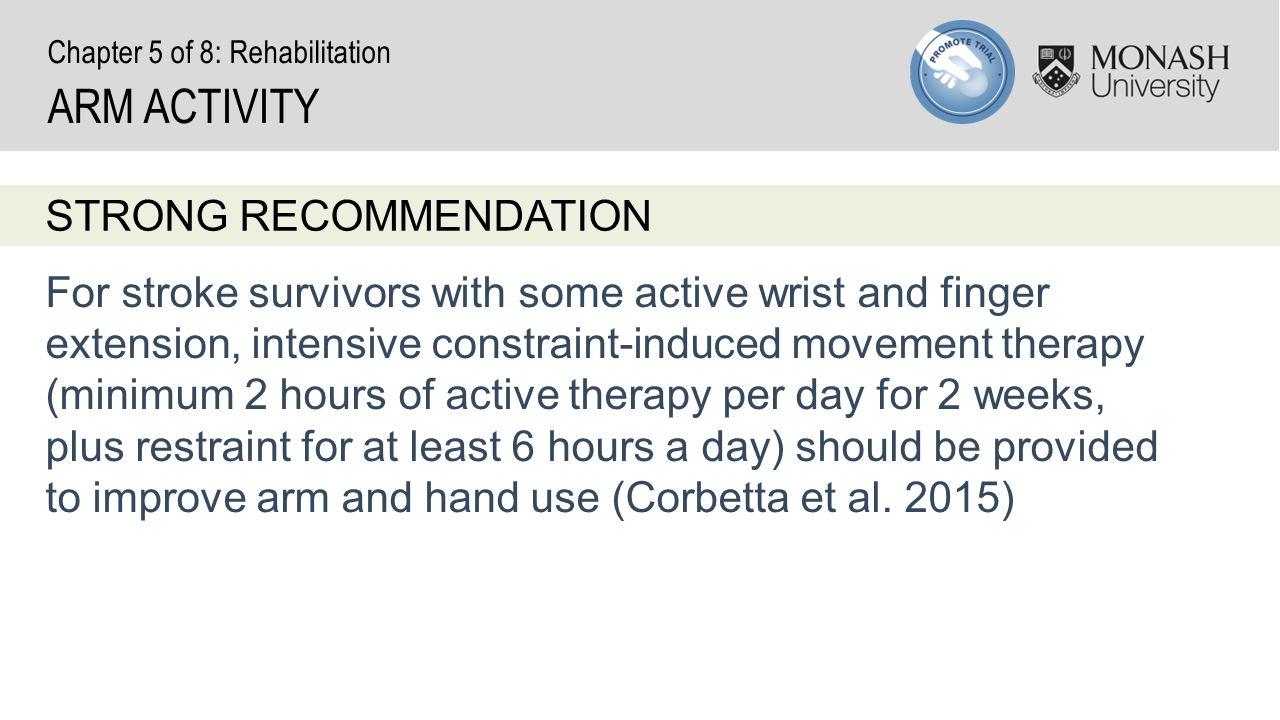 Chapter 5 of 8: Rehabilitation
ARM ACTIVITY
PROMOTE TRIAL
MONASH
University
STRONG RECOMMENDATION
For stroke survivors with some active wrist and finger
extension, intensive constraint-induced movement therapy
(minimum 2 hours of active therapy per day for 2 weeks,
plus restraint for at least 6 hours a day) should be provided
to improve arm and hand use (Corbetta et al. 2015)